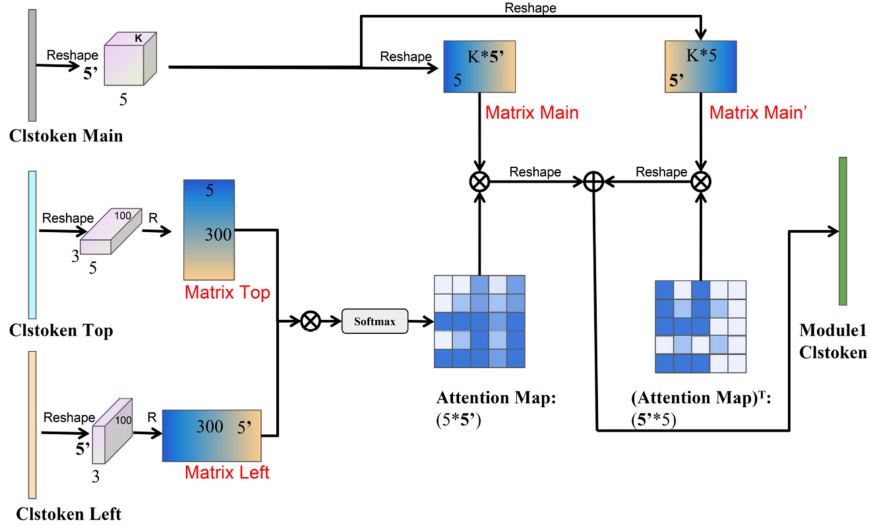 Reshape
K
5’
5
Clstoken Main
Reshape
Reshape
K*5’
5
Matrix Main
K*5
5’
Matrix Main’
Reshape
Reshape
Reshape
100
R
3
5
Clstoken Top
5
300
Matrix Top
Softmax
Attention Map:
(5*5’)
(Attention Map)ᵀ:
(5’*5)
Module1
Clstoken
Reshape
100
R
5’
3
Clstoken Left
300 5’
Matrix Left